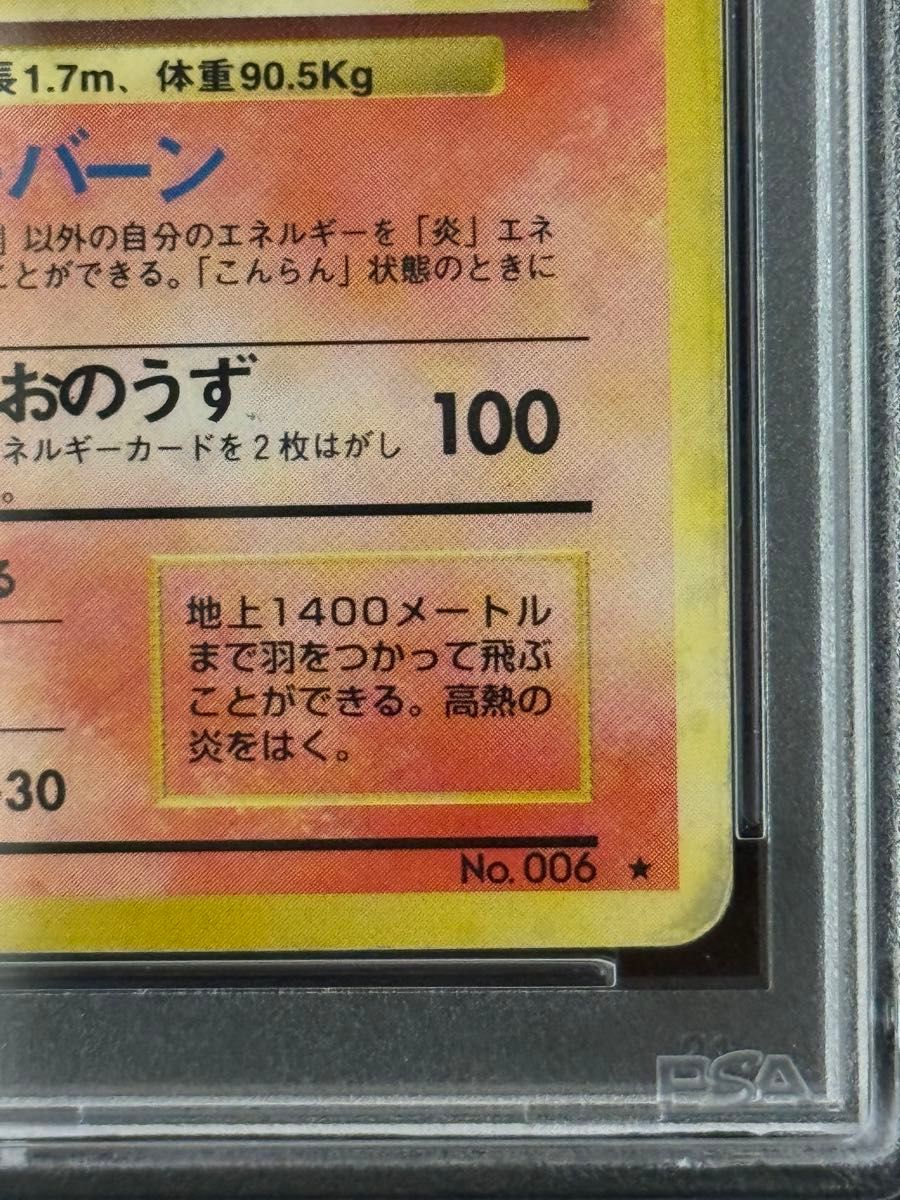 長1.7m、体重90.5Kg
バーン
」以外の自分のエネルギーを「炎」エネ
ことができる。「こんらん」状態のときに
おのうず
ネルギーカードを2枚はがし 100
。
6
地上1400メートル
まで羽をつかって飛ぶ
ことができる。高熱の
炎をはく。
-30
No. 006 ★
PSA